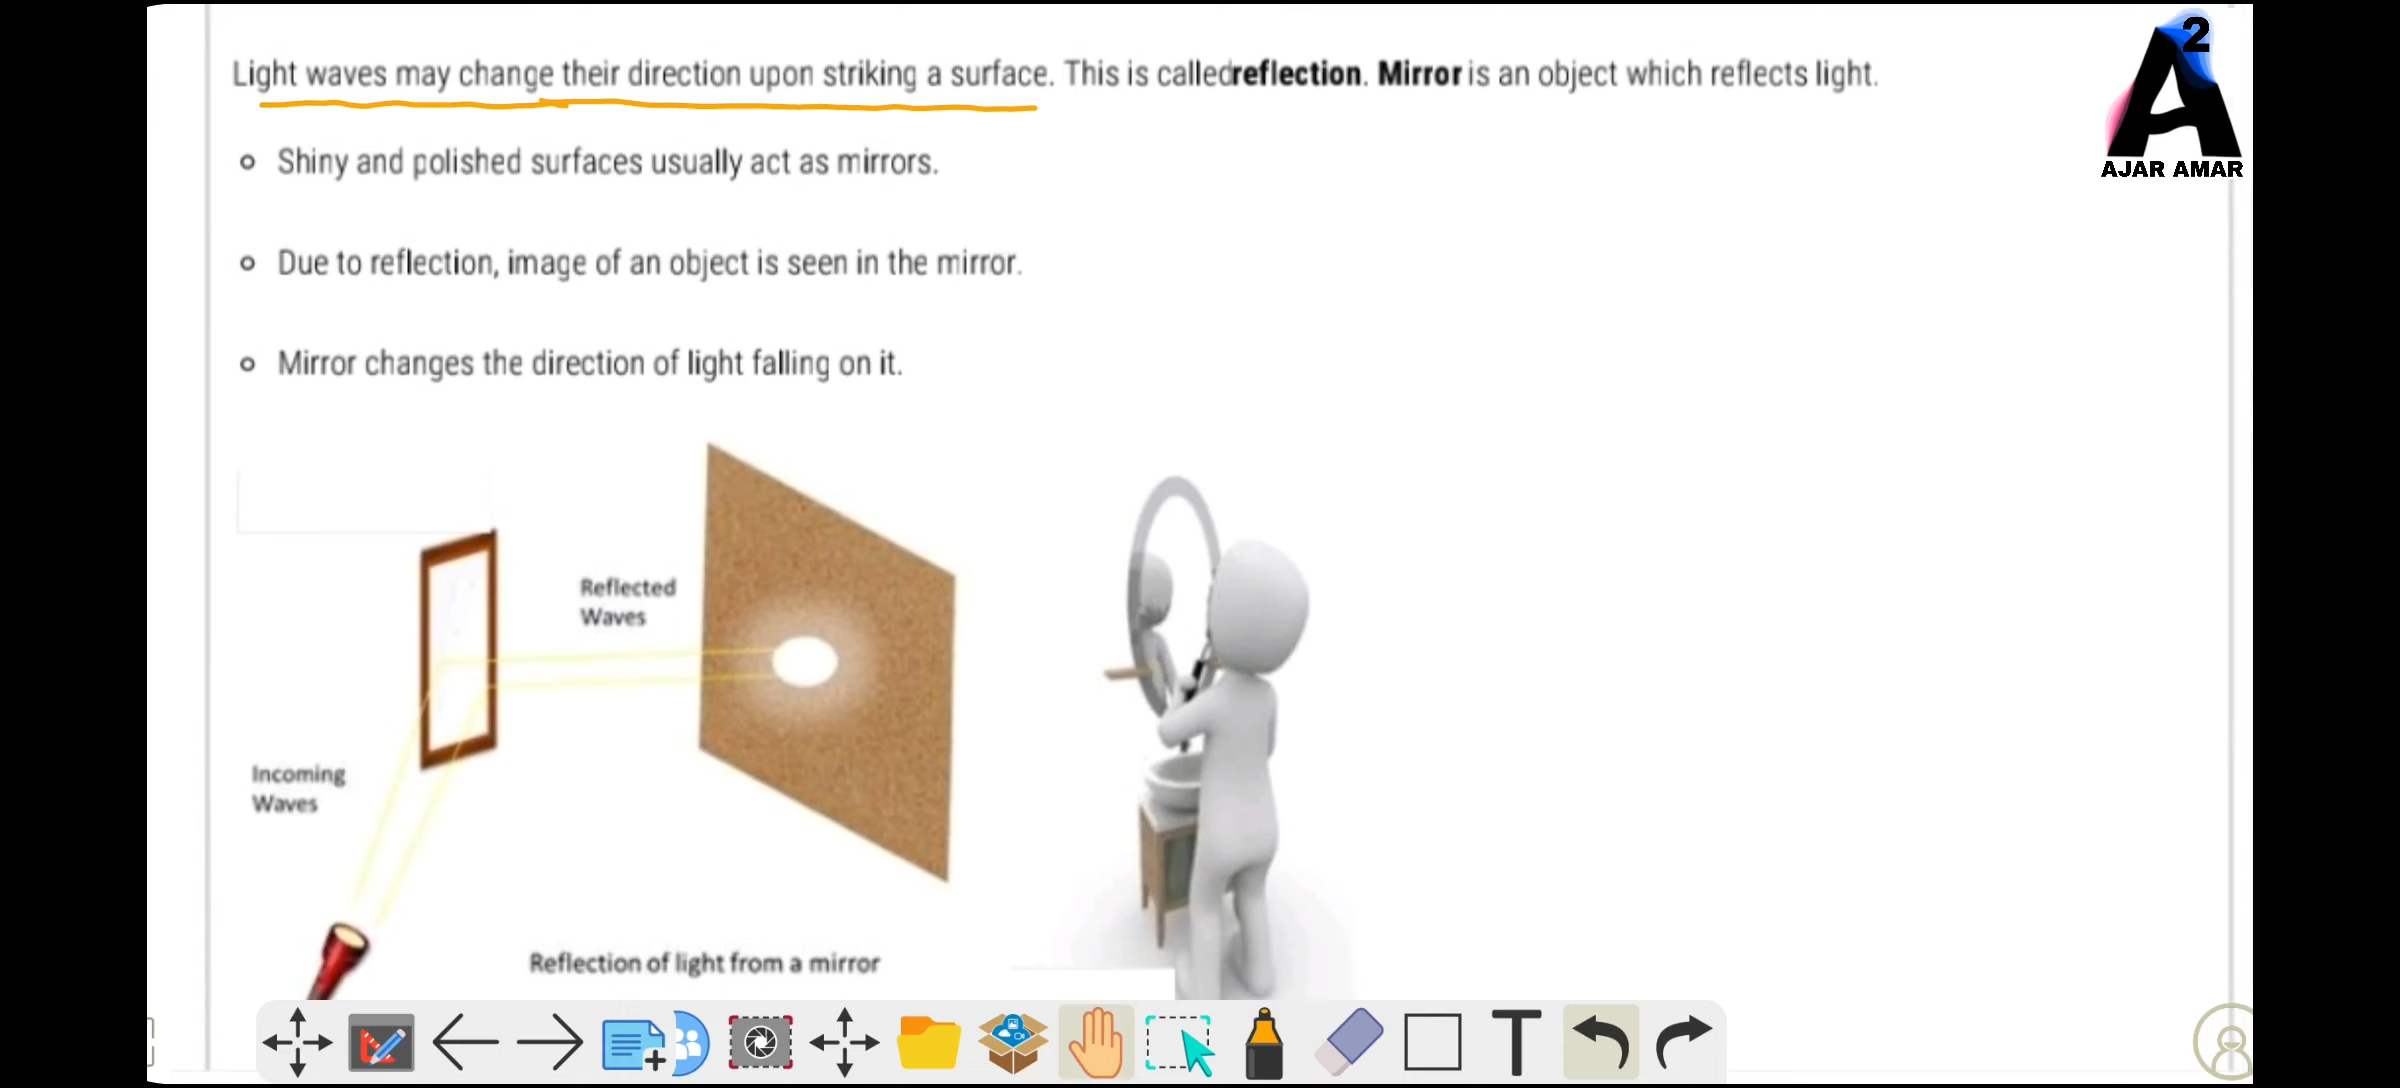 Light waves may change their direction upon striking a surface. This is calledreflection. Mirror is an object which reflects light.
2
AJAR AMAR
Shiny and polished surfaces usually act as mirrors.
Due to reflection, image of an object is seen in the mirror.
Mirror changes the direction of light falling on it.
Reflected
Waves
Incoming
Waves
Reflection of light from a mirror
T